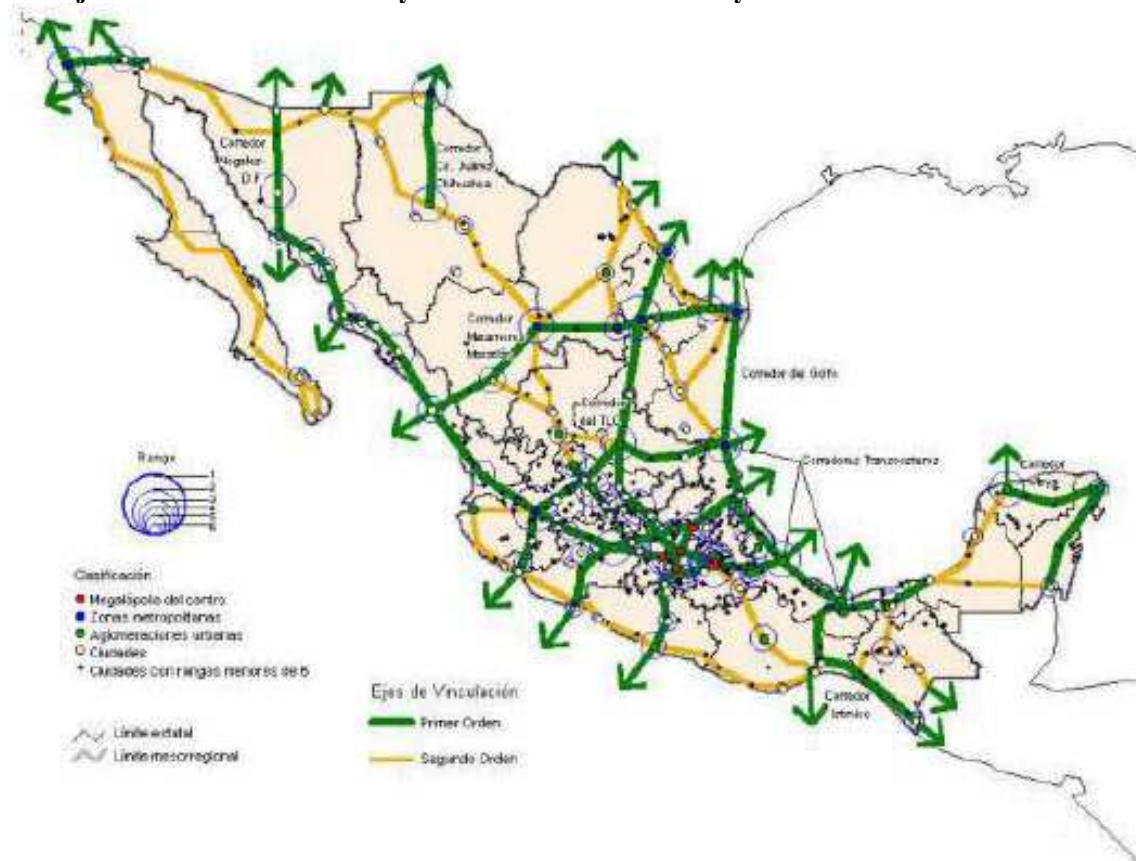 Corredor
Nogales-
D.F.
Corredor
Cd. Juárez
Chihuahua
Corredor
Matamoros
Mazatlán
Corredor
del TLC
Corredor del Golfo
Corredores Transversales
Corredor
Corredor
Ístmico
Rango
Clasificación
Megalópolis del centro
Zonas metropolitanas
Aglomeraciones urbanas
Ciudades
Ciudades con rangos menores de 6
Límite estatal
Límite mesorregional
Ejes de Vinculación
Primer Orden
Segundo Orden